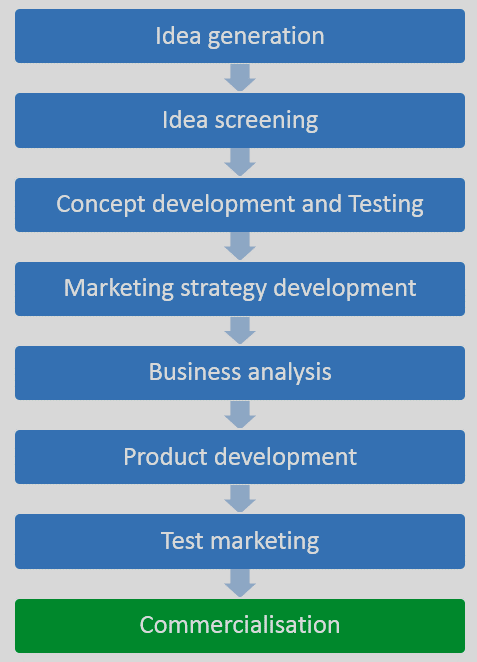 Idea generation
Idea screening
Concept development and Testing
Marketing strategy development
Business analysis
Product development
Test marketing
Commercialisation